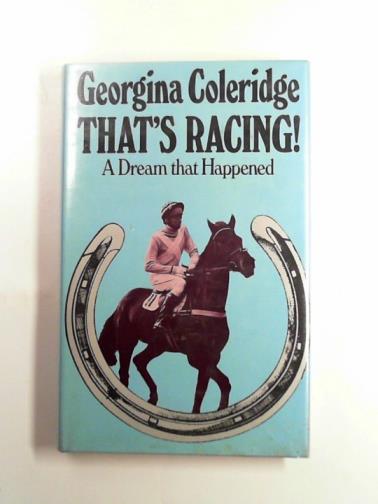 Georgina Coleridge
THAT'S RACING!
A Dream that Happened